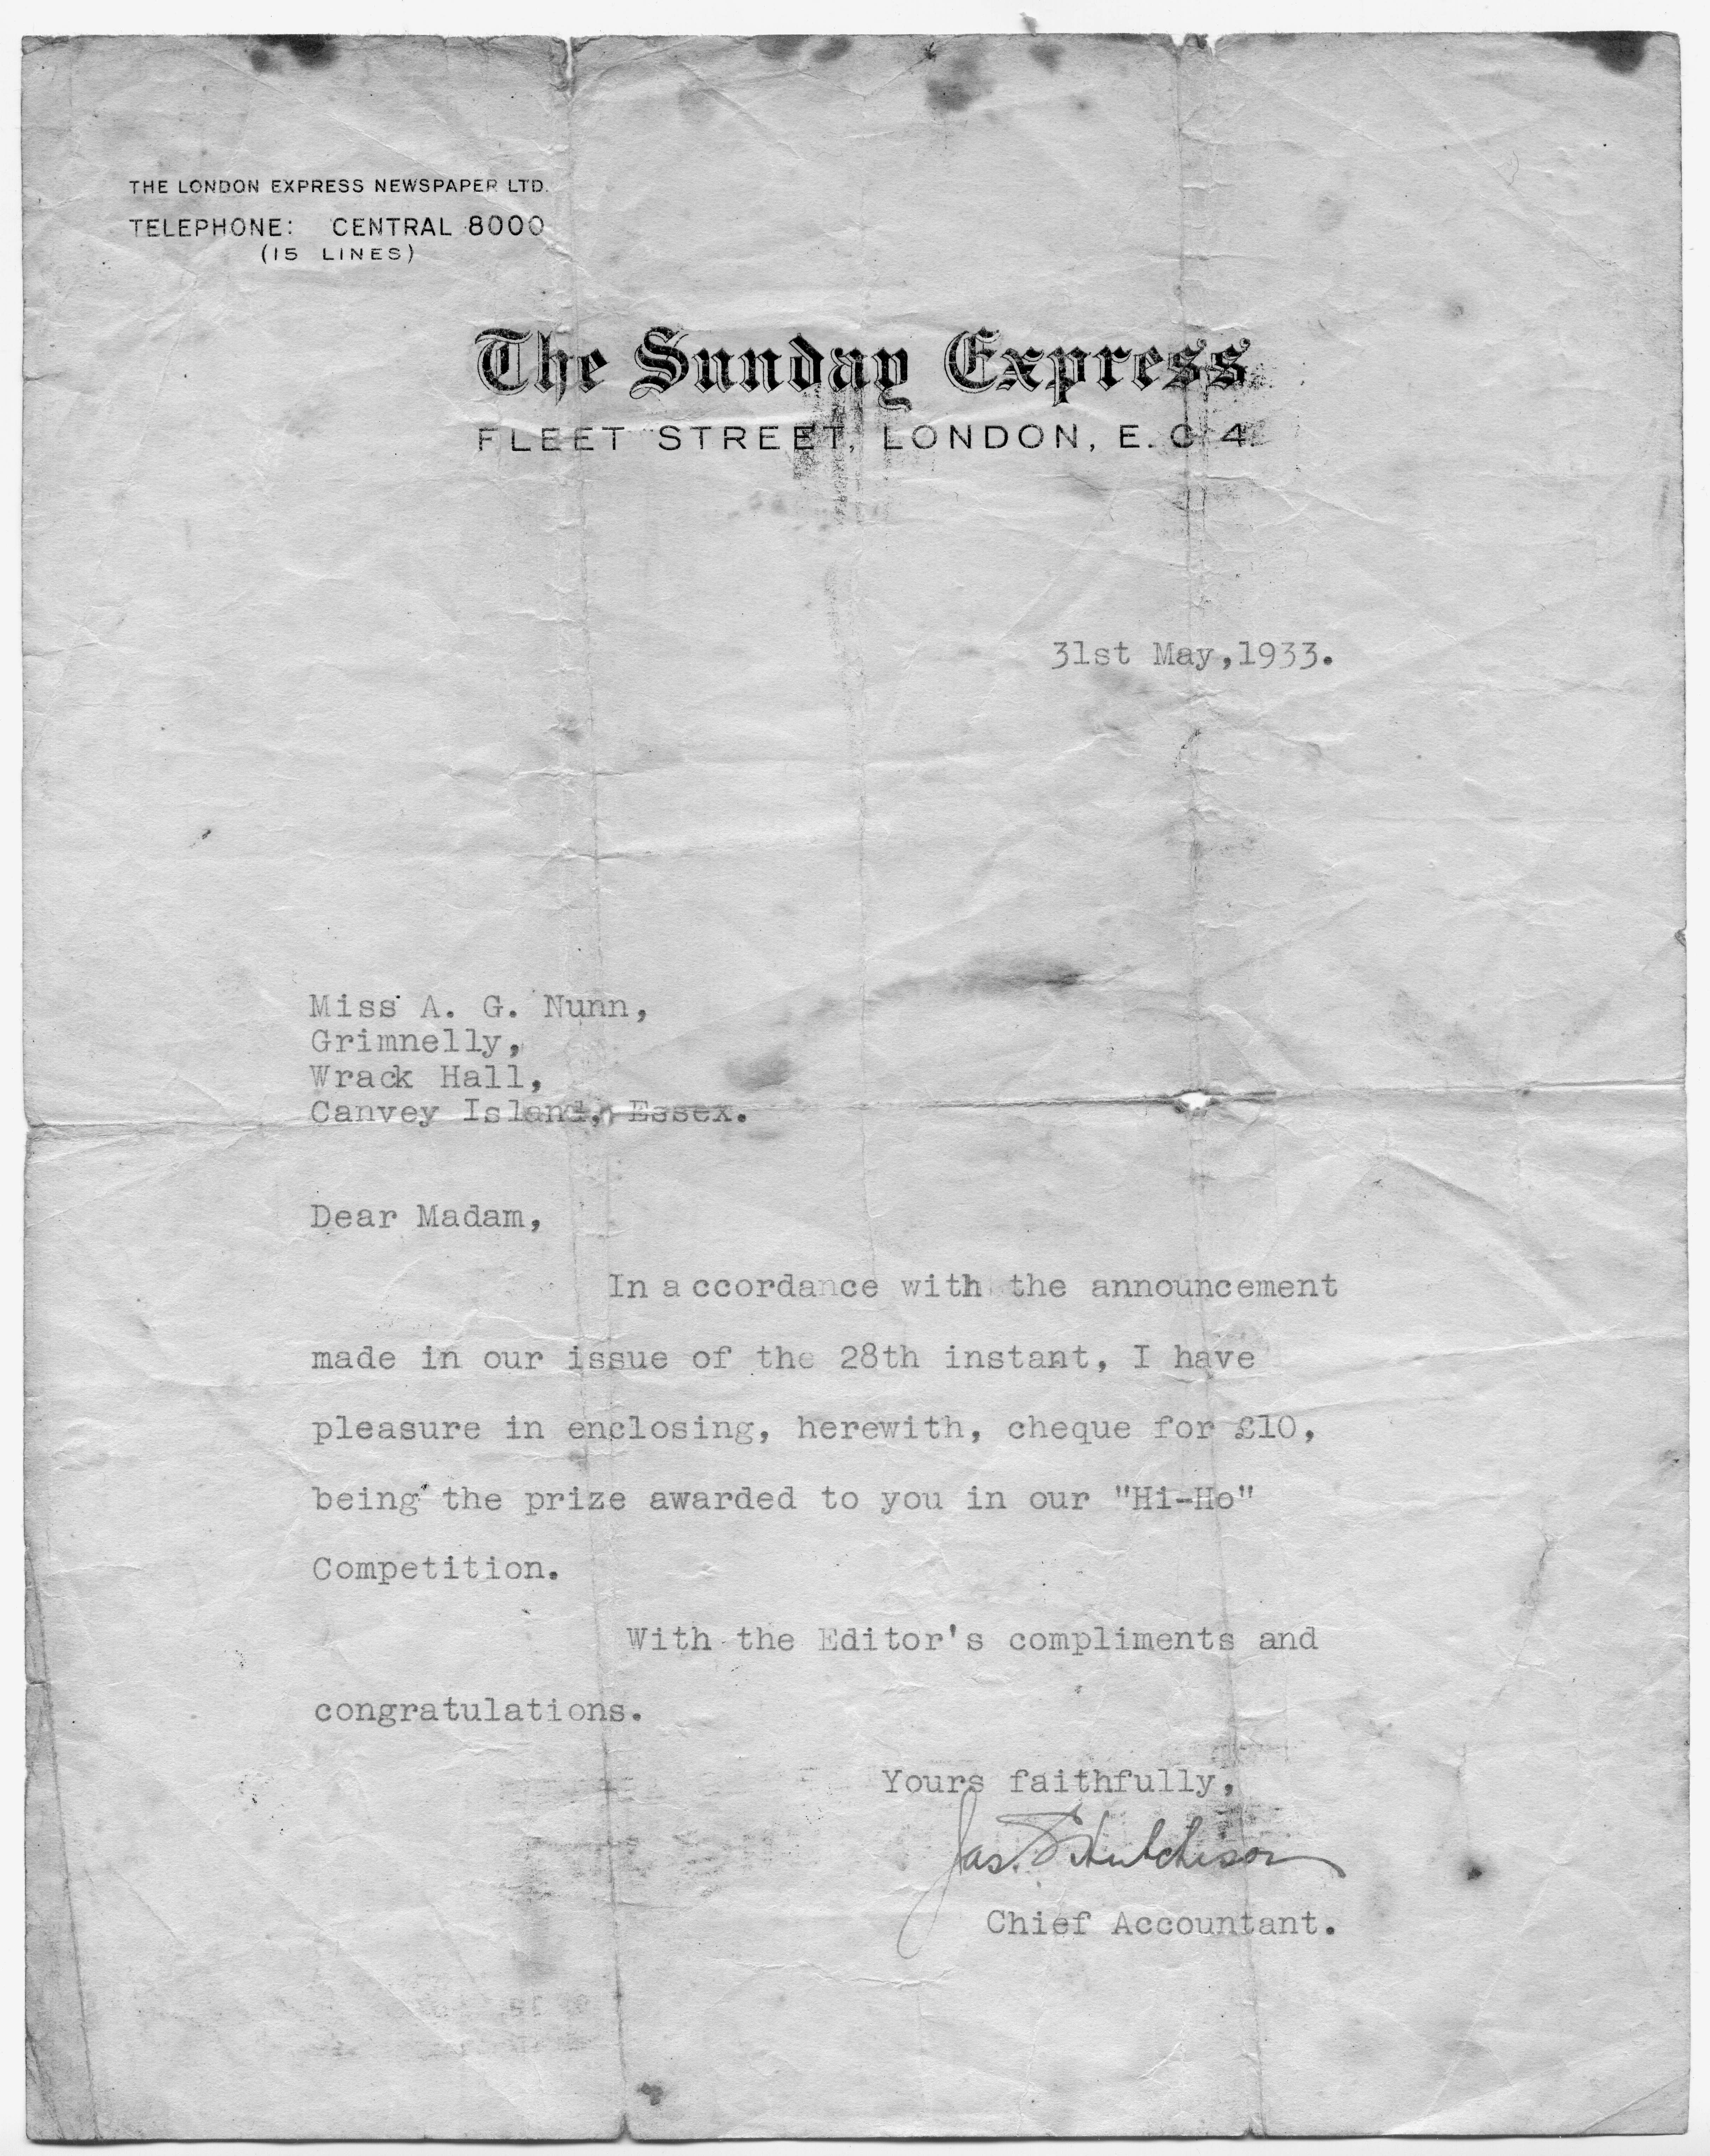 THE LONDON EXPRESS NEWSPAPER LTD.
TELEPHONE: CENTRAL 8000
(15 LINES)
The Sunday Express
FLEET STREET, LONDON, E.C.4.
31st May,1933.
Miss A. G. Nunn,
Grimnelly,
Wrack Hall,
Canvey Island, Essex.
Dear Madam,
In accordance with the announcement
made in our issue of the 28th instant, I have
pleasure in enclosing, herewith, cheque for £10,
being the prize awarded to you in our "Hi-Ho"
Competition.
With the Editor's compliments and
congratulations.
Yours faithfully,
Jas. Hutchison
Chief Accountant.